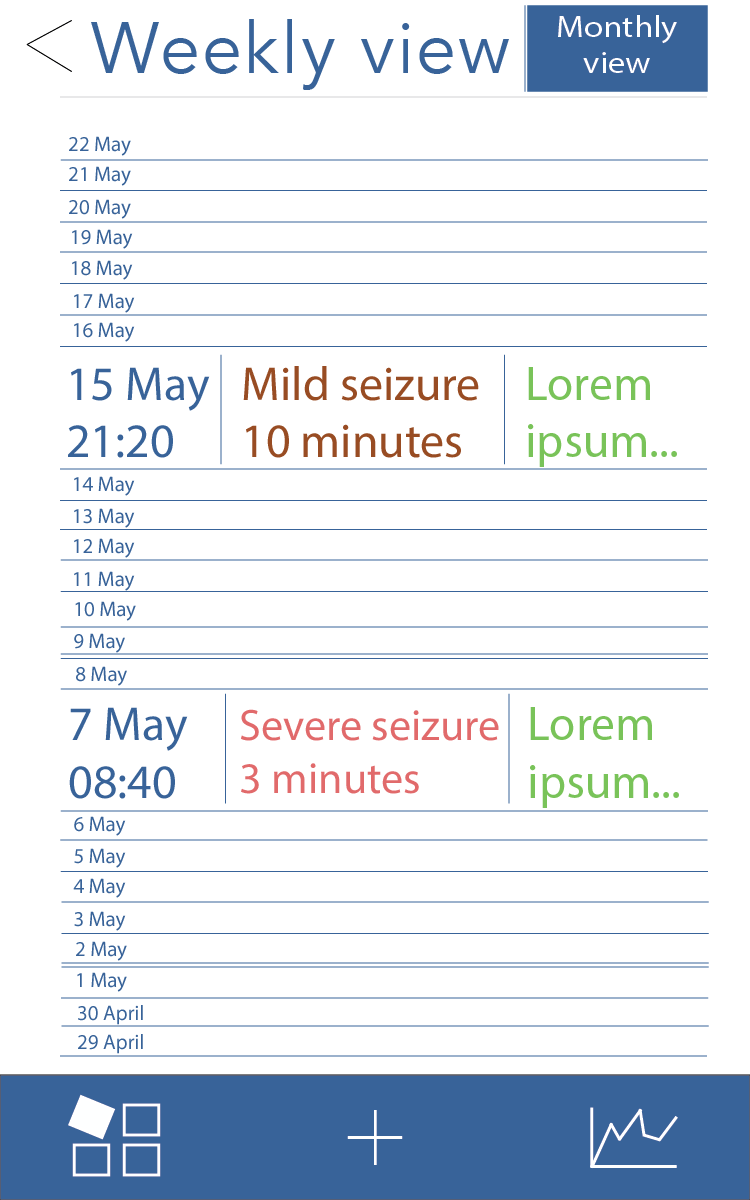 Weekly view
Monthly
view
22 May
21 May
20 May
19 May
18 May
17 May
16 May
15 May
21:20
Mild seizure
10 minutes
Lorem
ipsum...
14 May
13 May
12 May
11 May
10 May
9 May
8 May
7 May
08:40
Severe seizure
3 minutes
Lorem
ipsum...
6 May
5 May
4 May
3 May
2 May
1 May
30 April
29 April